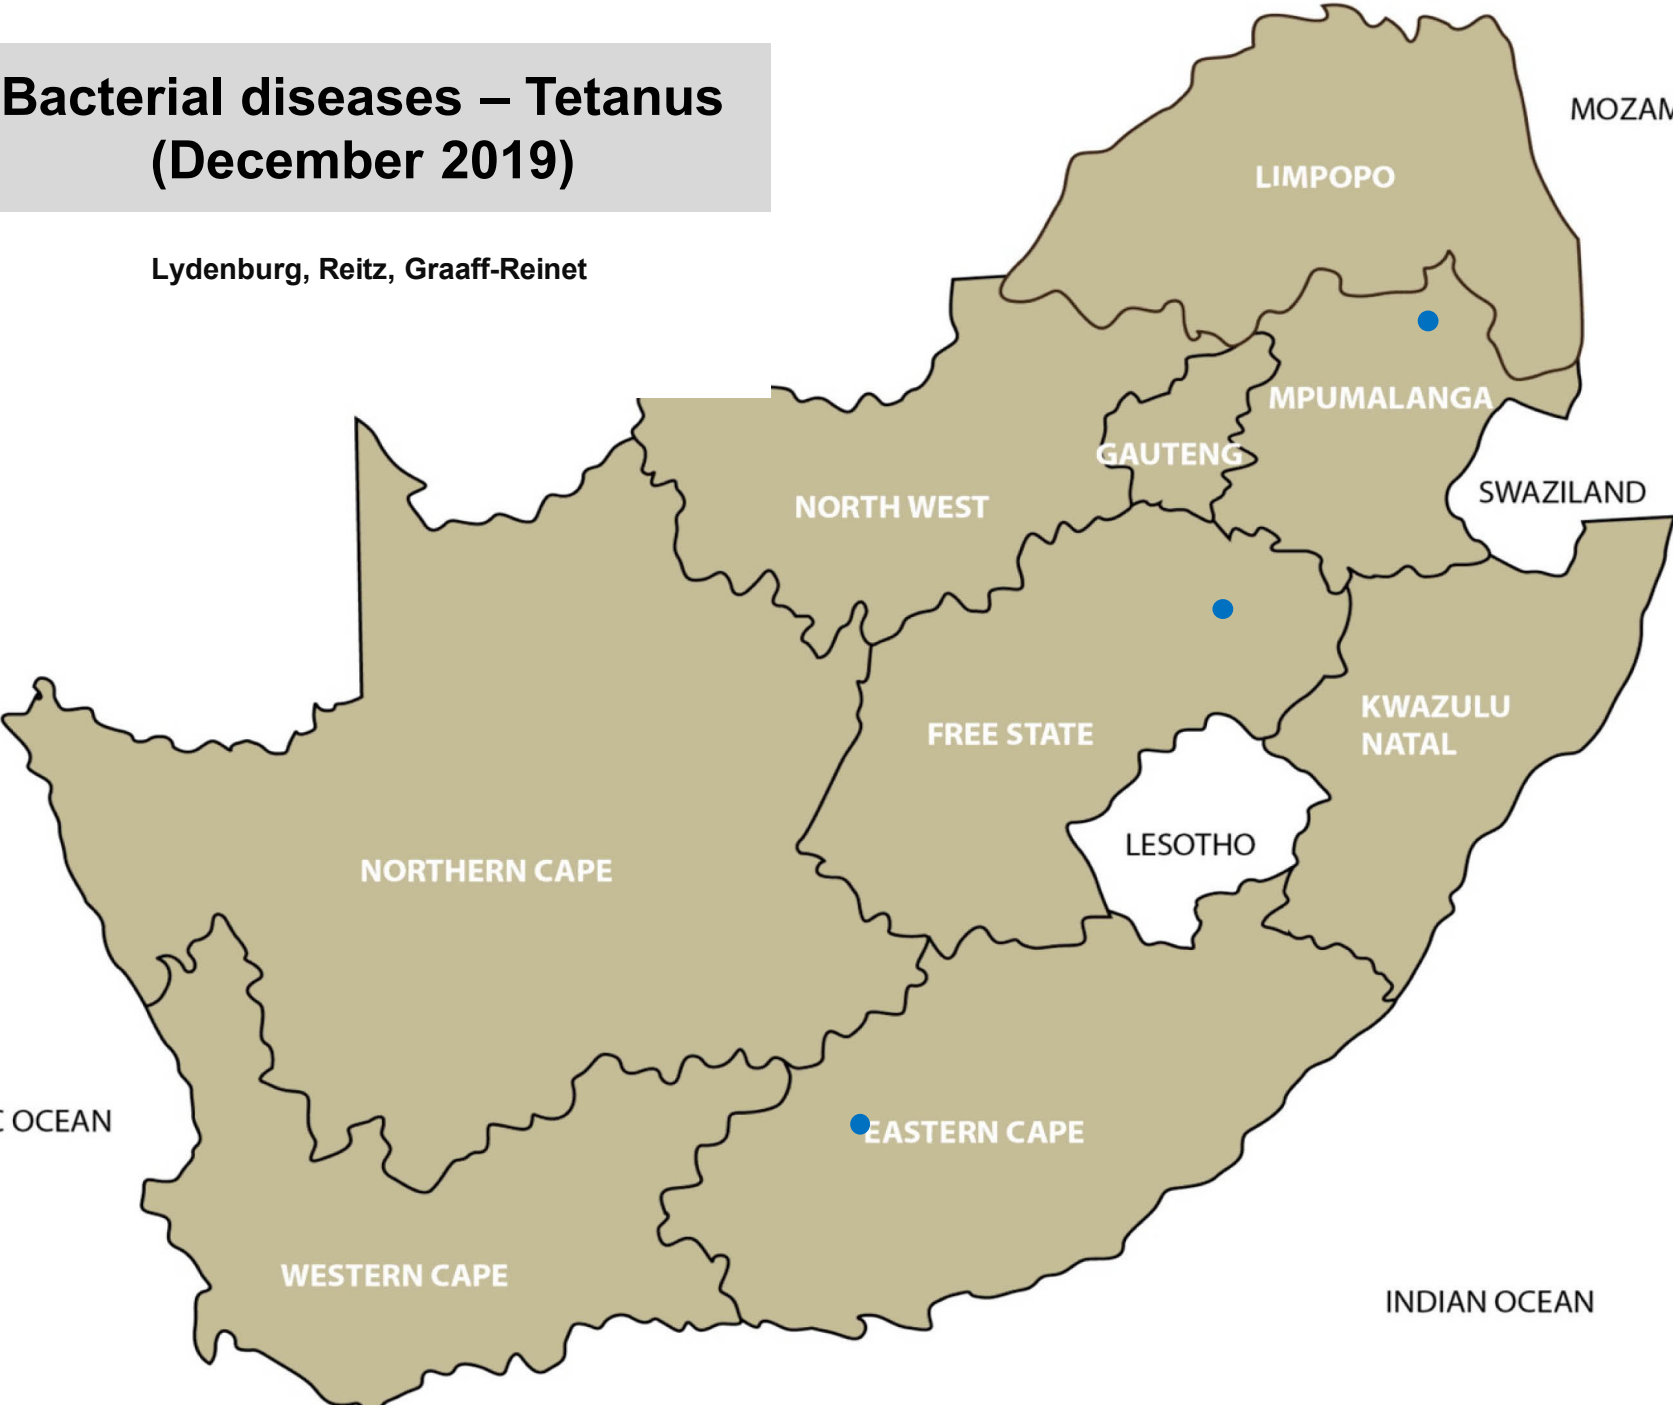 Bacterial diseases – Tetanus
(December 2019)
Lydenburg, Reitz, Graaff-Reinet
MOZAM
LIMPOPO
MPUMALANGA
GAUTENG
SWAZILAND
NORTH WEST
KWAZULU
NATAL
FREE STATE
LESOTHO
NORTHERN CAPE
C OCEAN
EASTERN CAPE
WESTERN CAPE
INDIAN OCEAN